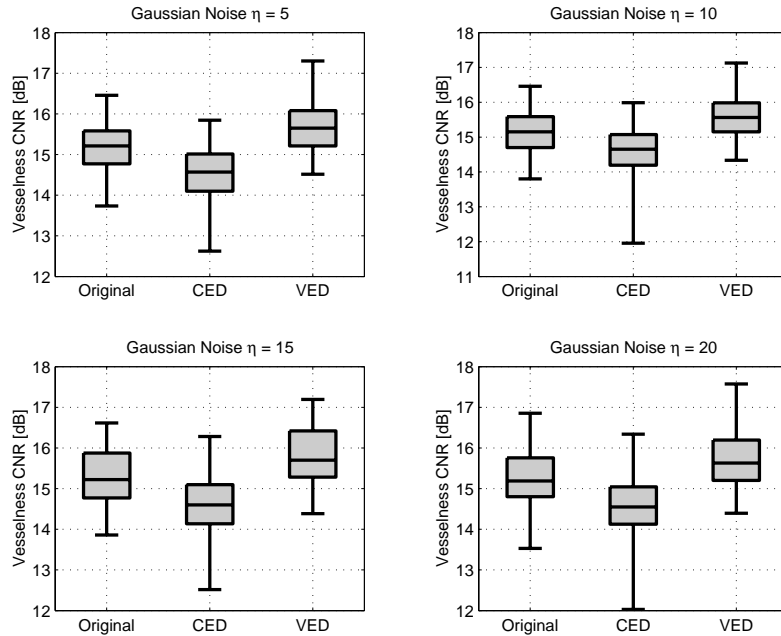 Gaussian Noise η = 5
18
17
16
15
14
13
12
Vesselness CNR [dB]
Original CED VED
Gaussian Noise η = 10
18
17
16
15
14
13
12
11
Vesselness CNR [dB]
Original CED VED
Gaussian Noise η = 15
18
17
16
15
14
13
12
Vesselness CNR [dB]
Original CED VED
Gaussian Noise η = 20
18
17
16
15
14
13
12
Vesselness CNR [dB]
Original CED VED